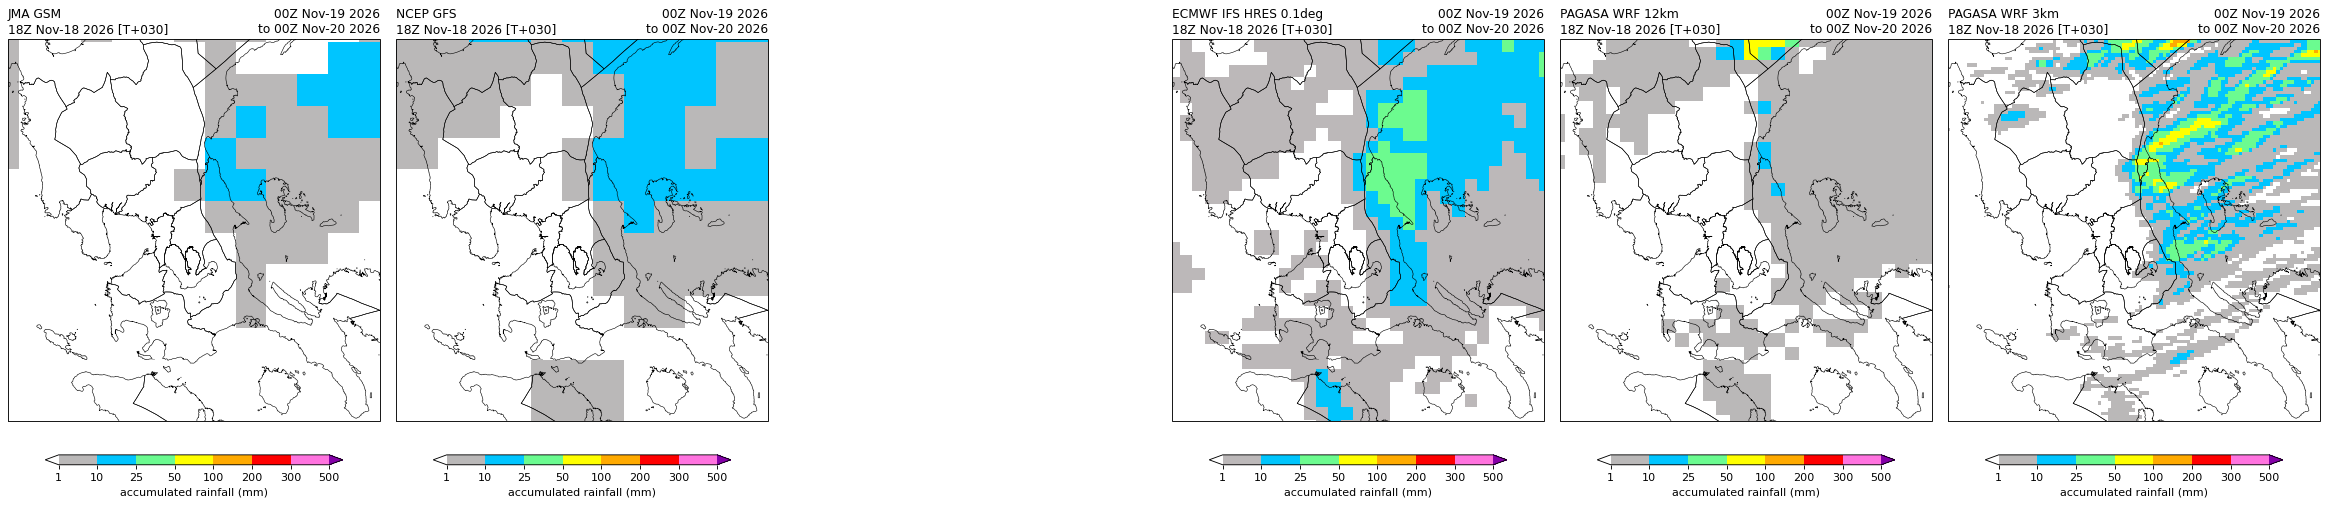 JMA GSM
18Z Nov-18 2026 [T+030]
00Z Nov-19 2026
to 00Z Nov-20 2026
1 10 25 50 100 200 300 500
accumulated rainfall (mm)
NCEP GFS
18Z Nov-18 2026 [T+030]
00Z Nov-19 2026
to 00Z Nov-20 2026
1 10 25 50 100 200 300 500
accumulated rainfall (mm)
ECMWF IFS HRES 0.1deg
18Z Nov-18 2026 [T+030]
00Z Nov-19 2026
to 00Z Nov-20 2026
1 10 25 50 100 200 300 500
accumulated rainfall (mm)
PAGASA WRF 12km
18Z Nov-18 2026 [T+030]
00Z Nov-19 2026
to 00Z Nov-20 2026
1 10 25 50 100 200 300 500
accumulated rainfall (mm)
PAGASA WRF 3km
18Z Nov-18 2026 [T+030]
00Z Nov-19 2026
to 00Z Nov-20 2026
1 10 25 50 100 200 300 500
accumulated rainfall (mm)